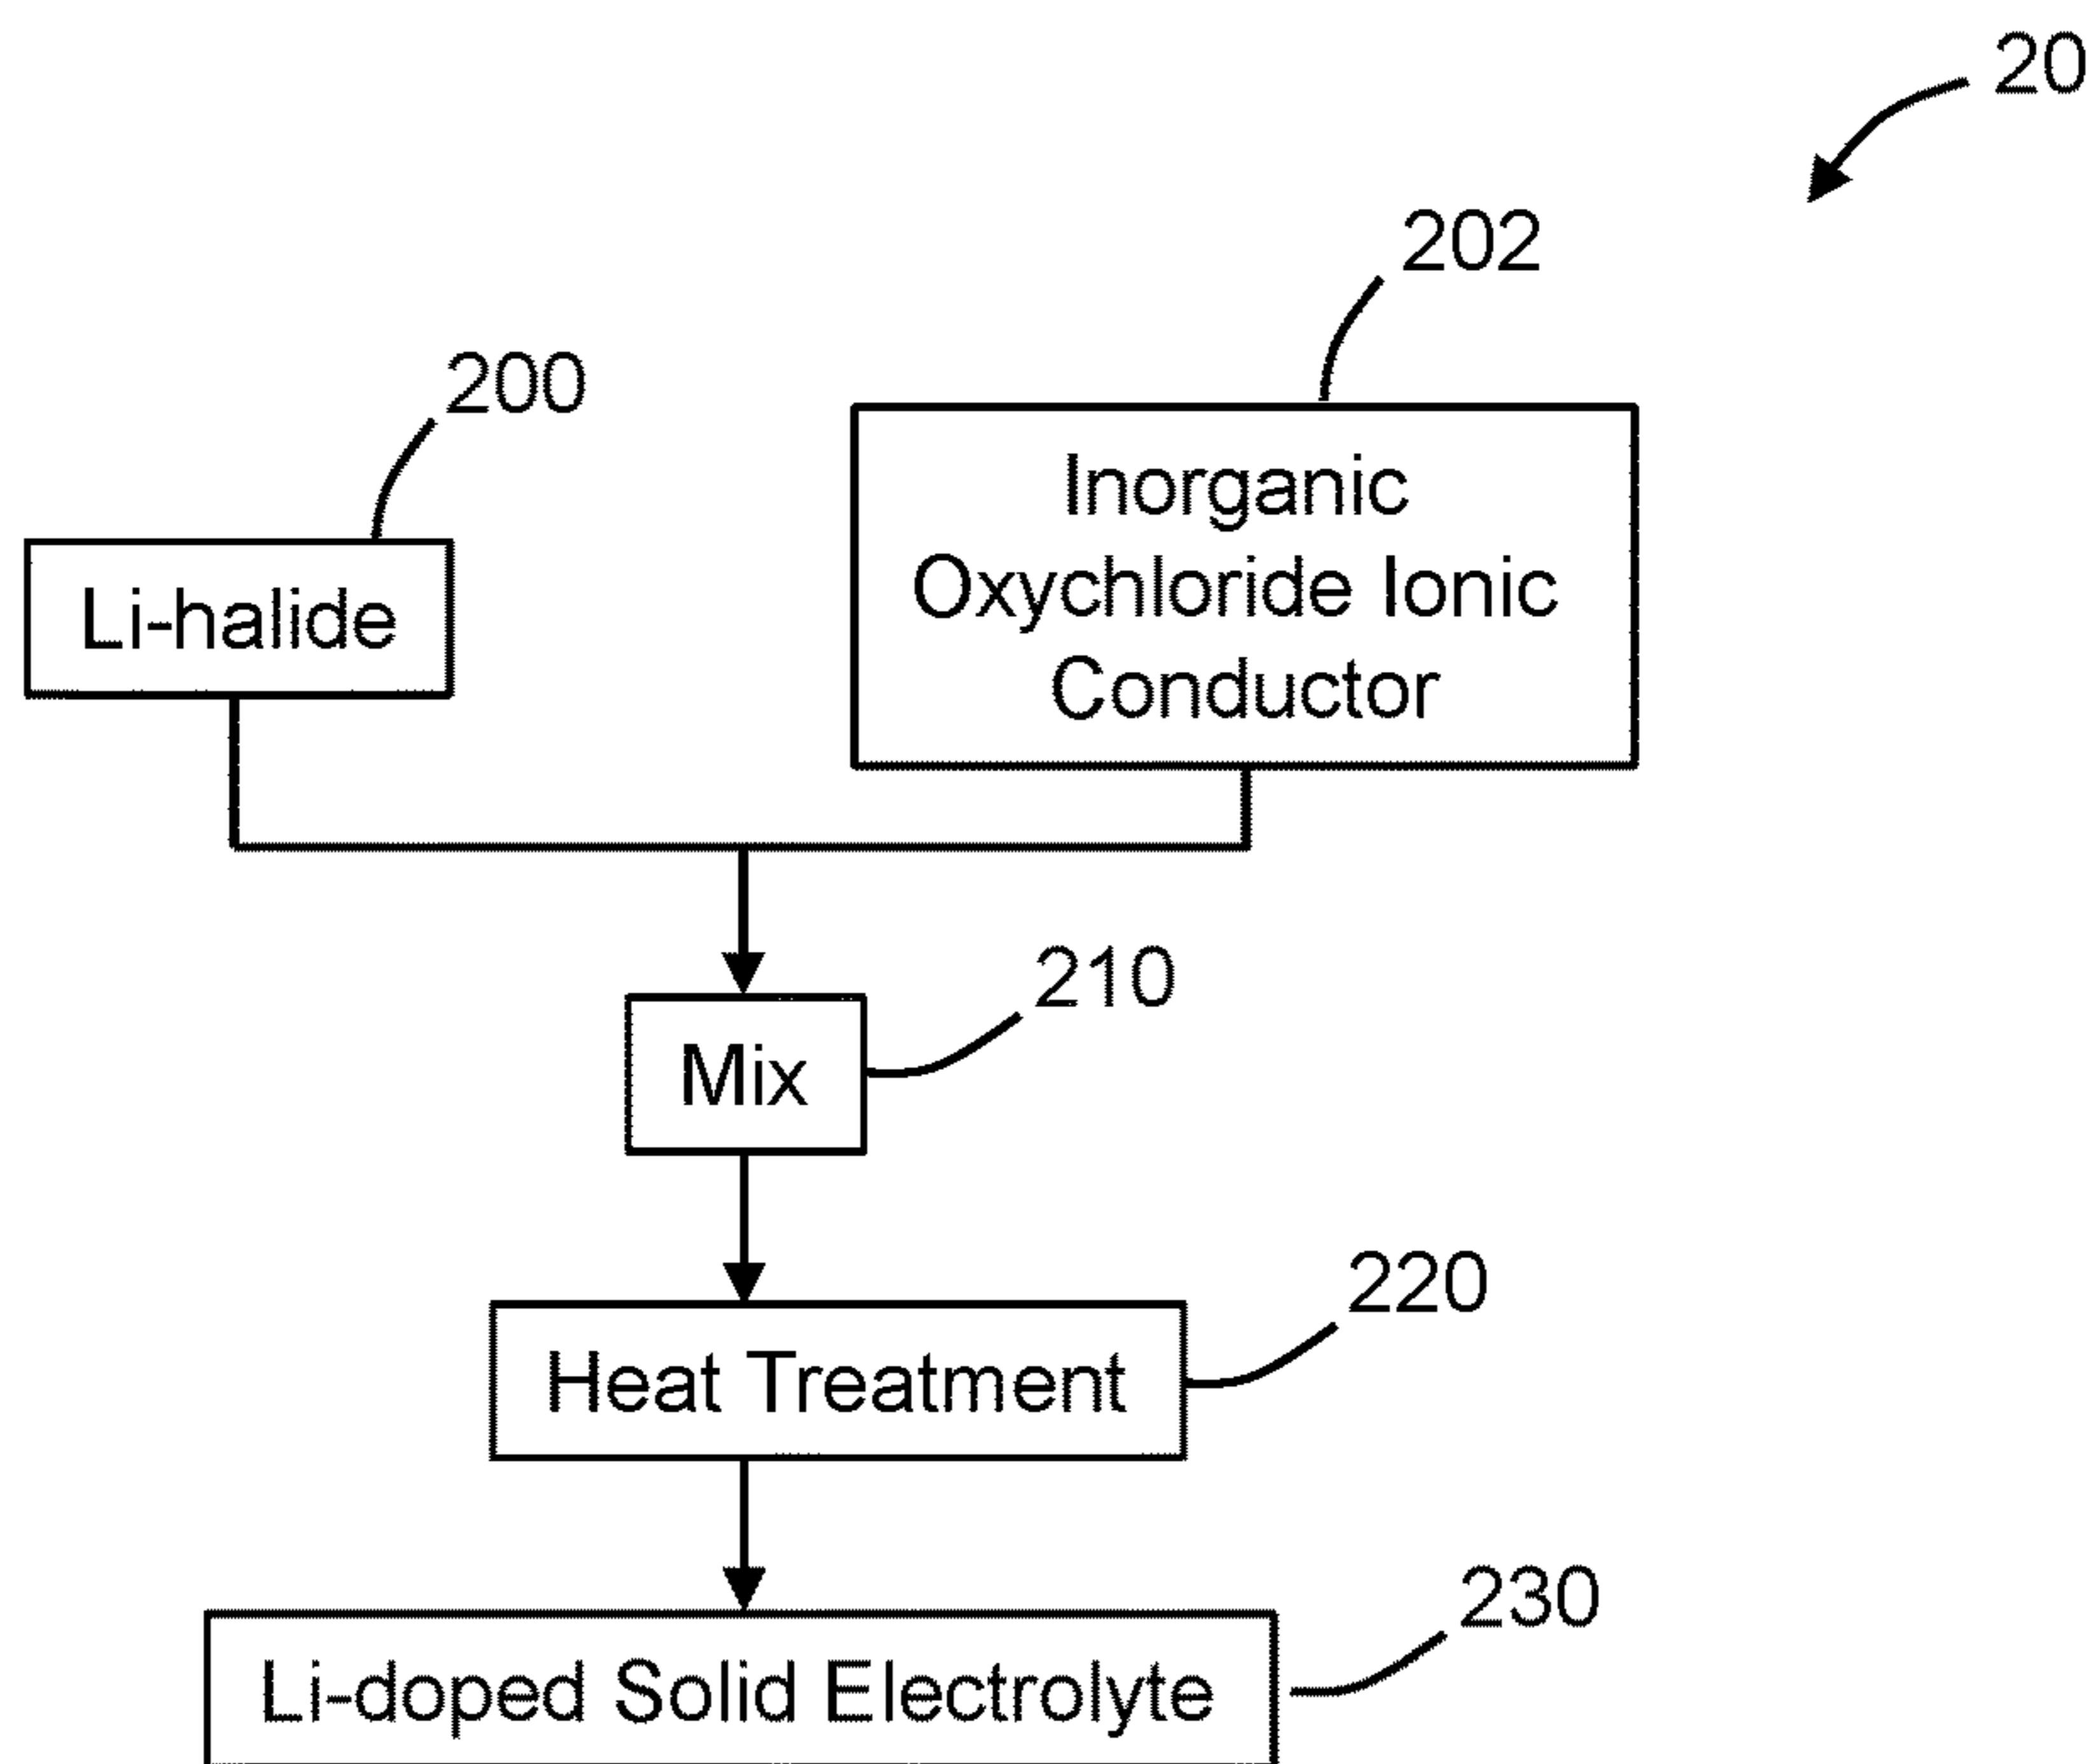 20
202
200
Inorganic
Oxychloride Ionic
Conductor
Li-halide
210
Mix
220
Heat Treatment
230
Li-doped Solid Electrolyte